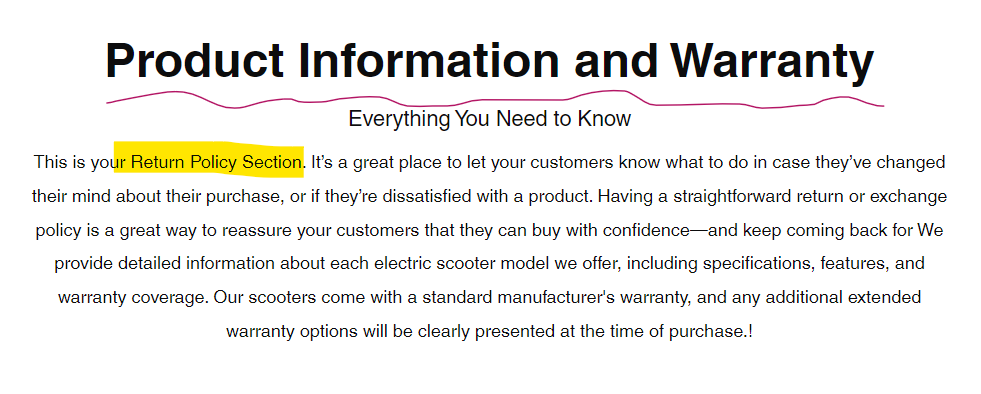 Product Information and Warranty
Everything You Need to Know
This is your Return Policy Section. It’s a great place to let your customers know what to do in case they’ve changed
their mind about their purchase, or if they’re dissatisfied with a product. Having a straightforward return or exchange
policy is a great way to reassure your customers that they can buy with confidence—and keep coming back for We
provide detailed information about each electric scooter model we offer, including specifications, features, and
warranty coverage. Our scooters come with a standard manufacturer's warranty, and any additional extended
warranty options will be clearly presented at the time of purchase.!